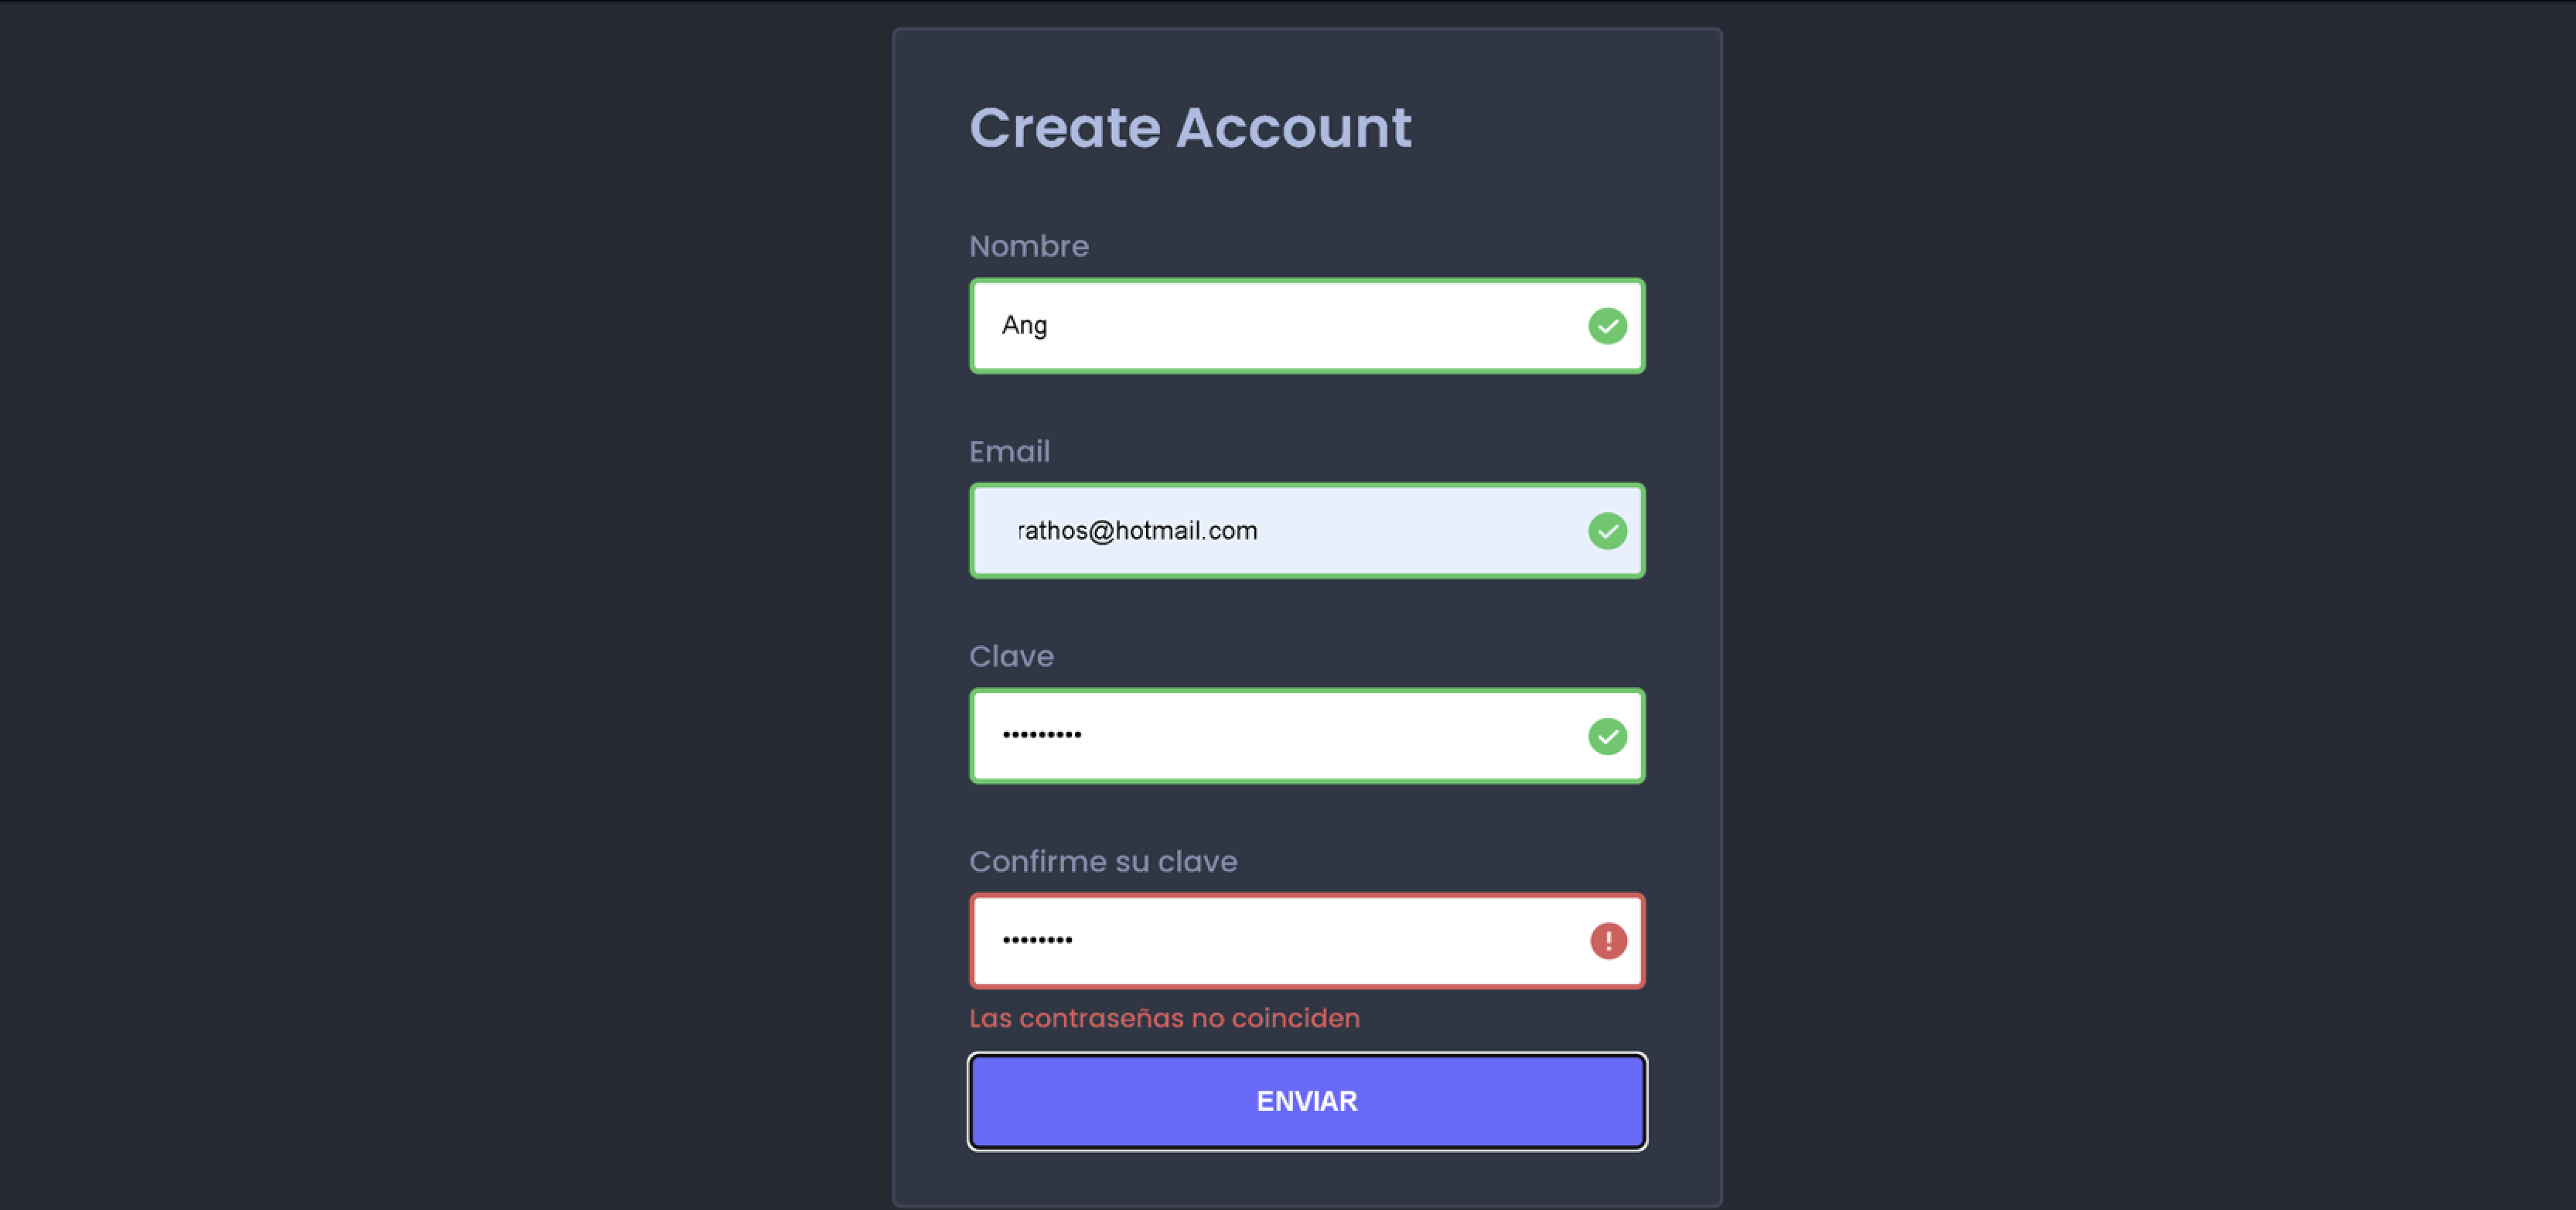 Create Account
Nombre
Ang
Email
rathos@hotmail.com
Clave
•••••••••
Confirme su clave
••••••••
Las contraseñas no coinciden
ENVIAR